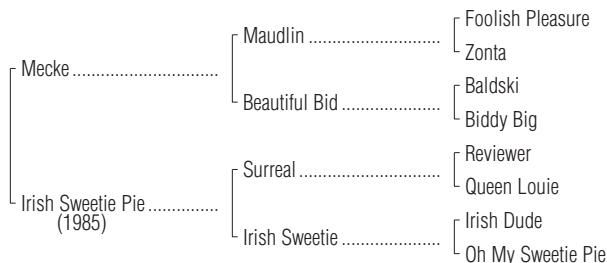 Foolish Pleasure
Maudlin
Zonta
Mecke
Baldski
Beautiful Bid
Biddy Big
Reviewer
Surreal
Queen Louie
Irish Sweetie Pie
(1985)
Irish Dude
Irish Sweetie
Oh My Sweetie Pie